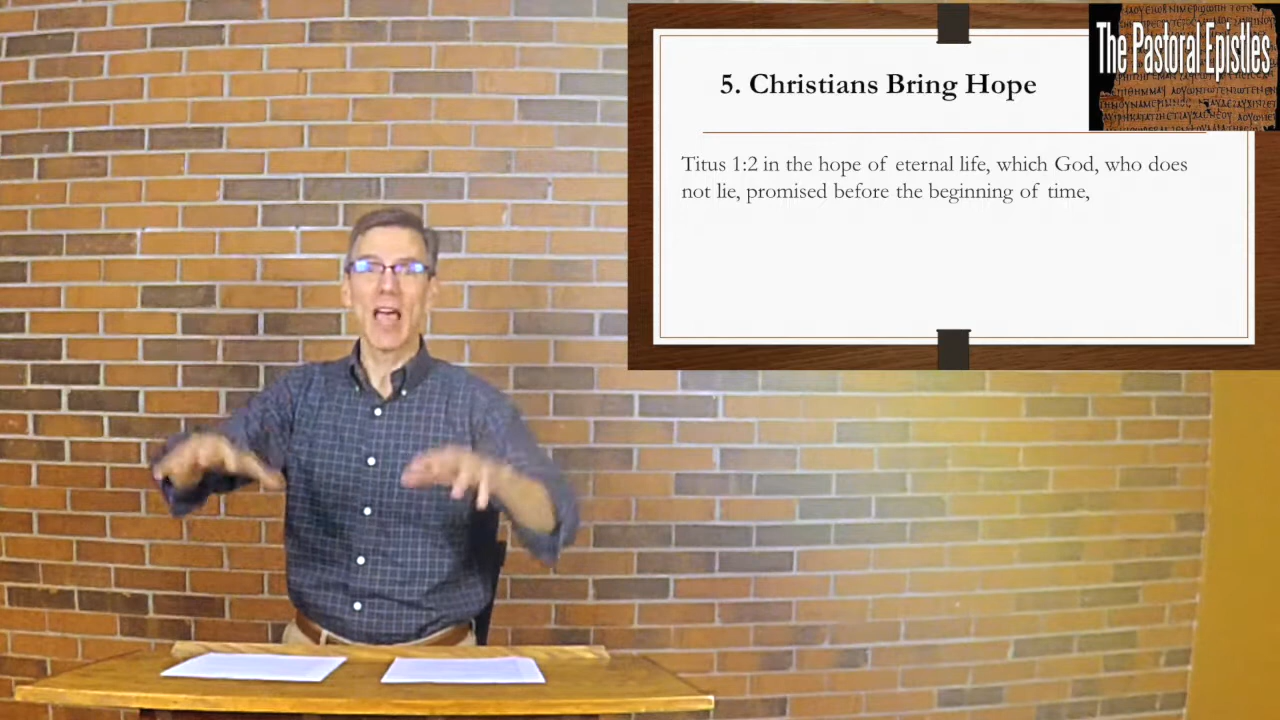 5. Christians Bring Hope
The Pastoral Epistles
Titus 1:2 in the hope of eternal life, which God, who does
not lie, promised before the beginning of time,